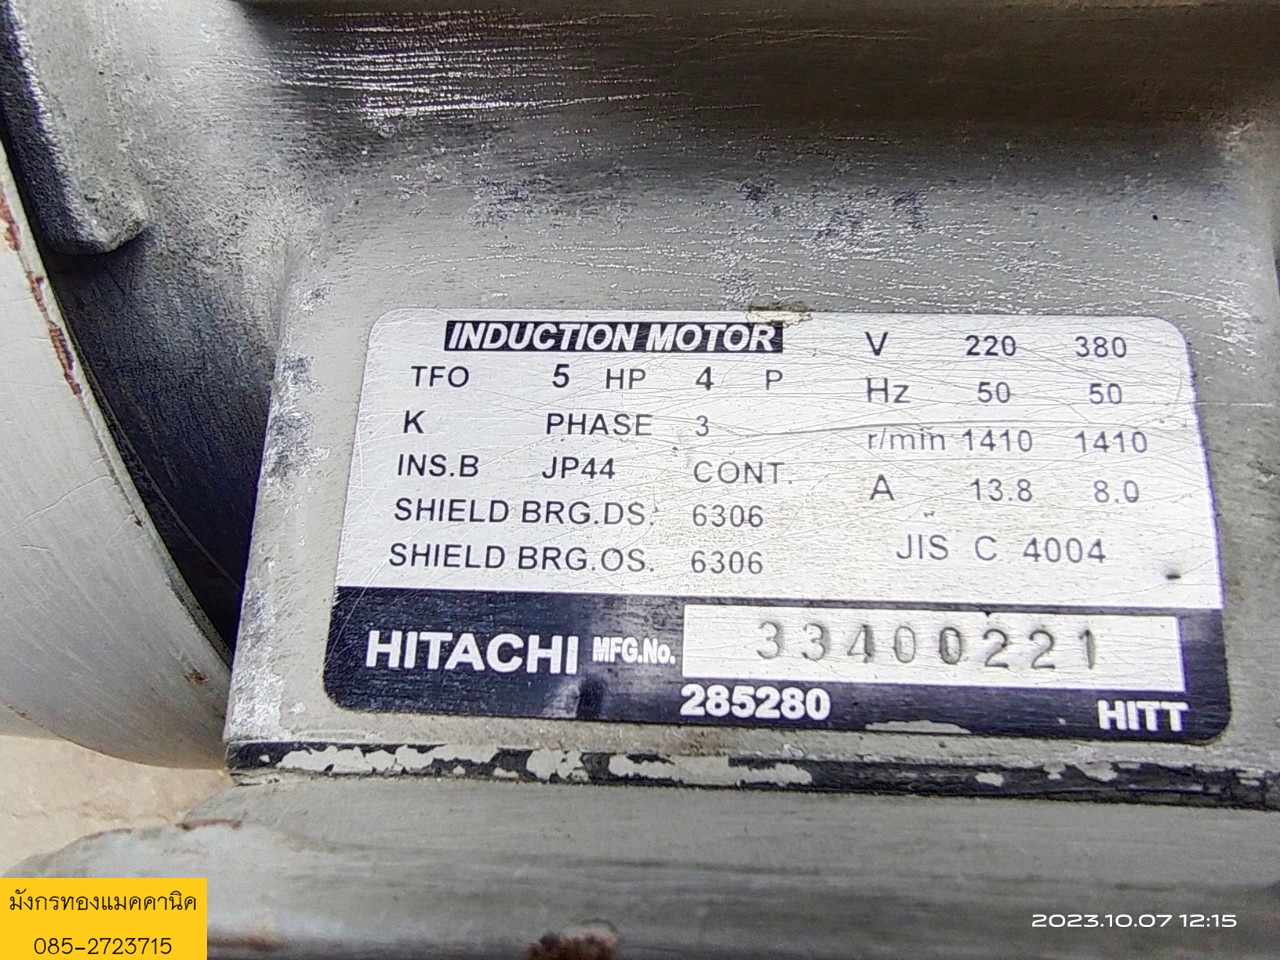 INDUCTION MOTOR
TFO 5 HP 4 P
K PHASE 3
INS.B JP44 CONT.
SHIELD BRG.DS. 6306
SHIELD BRG.OS. 6306
V 220 380
Hz 50 50
r/min 1410 1410
A 13.8 8.0
JIS C 4004
HITACHI MFG.No. 33400221
285280 HITT
มังกรทองแมคคานิค
085-2723715
2023.10.07 12:15